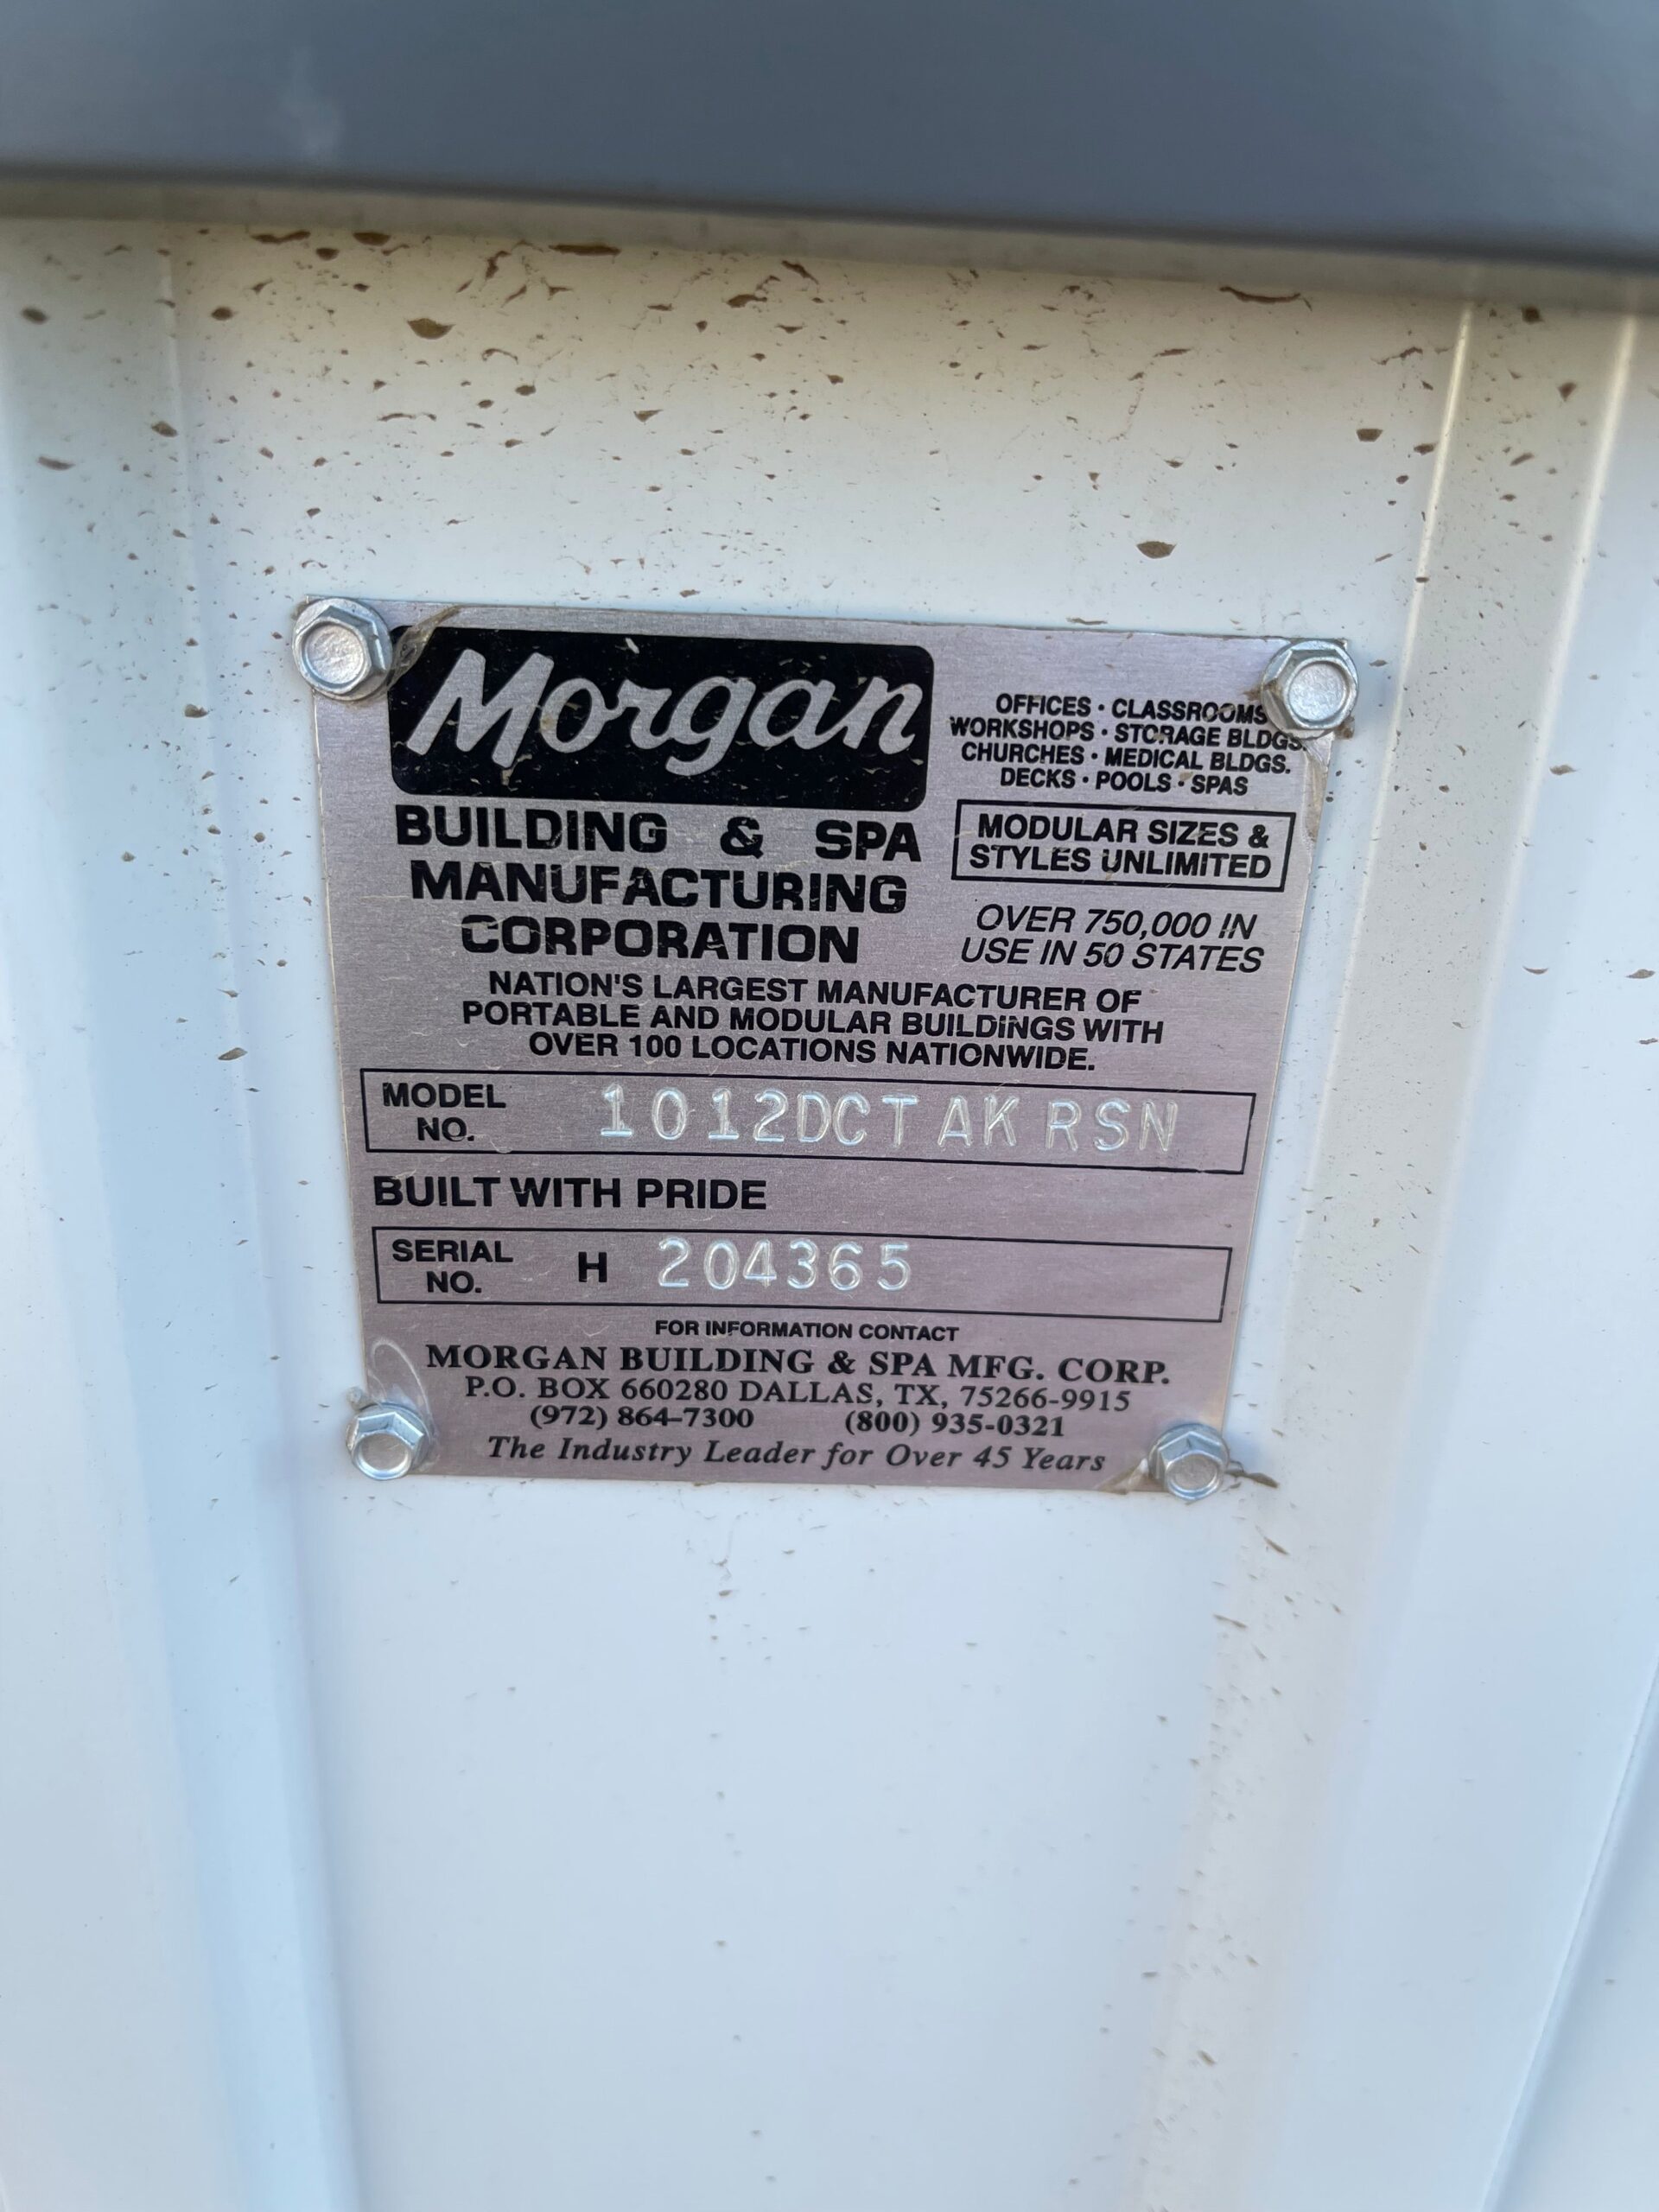 Morgan
BUILDING & SPA
MANUFACTURING
CORPORATION
OFFICES · CLASSROOMS
WORKSHOPS · STORAGE BLDGS.
CHURCHES · MEDICAL BLDGS.
DECKS · POOLS · SPAS
MODULAR SIZES &
STYLES UNLIMITED
OVER 750,000 IN
USE IN 50 STATES
NATION'S LARGEST MANUFACTURER OF
PORTABLE AND MODULAR BUILDINGS WITH
OVER 100 LOCATIONS NATIONWIDE.
MODEL NO. 1012DCT AK RSN
BUILT WITH PRIDE
SERIAL NO. H 204365
FOR INFORMATION CONTACT
MORGAN BUILDING & SPA MFG. CORP.
P.O. BOX 660280 DALLAS, TX, 75266-9915
(972) 864-7300 (800) 935-0321
The Industry Leader for Over 45 Years